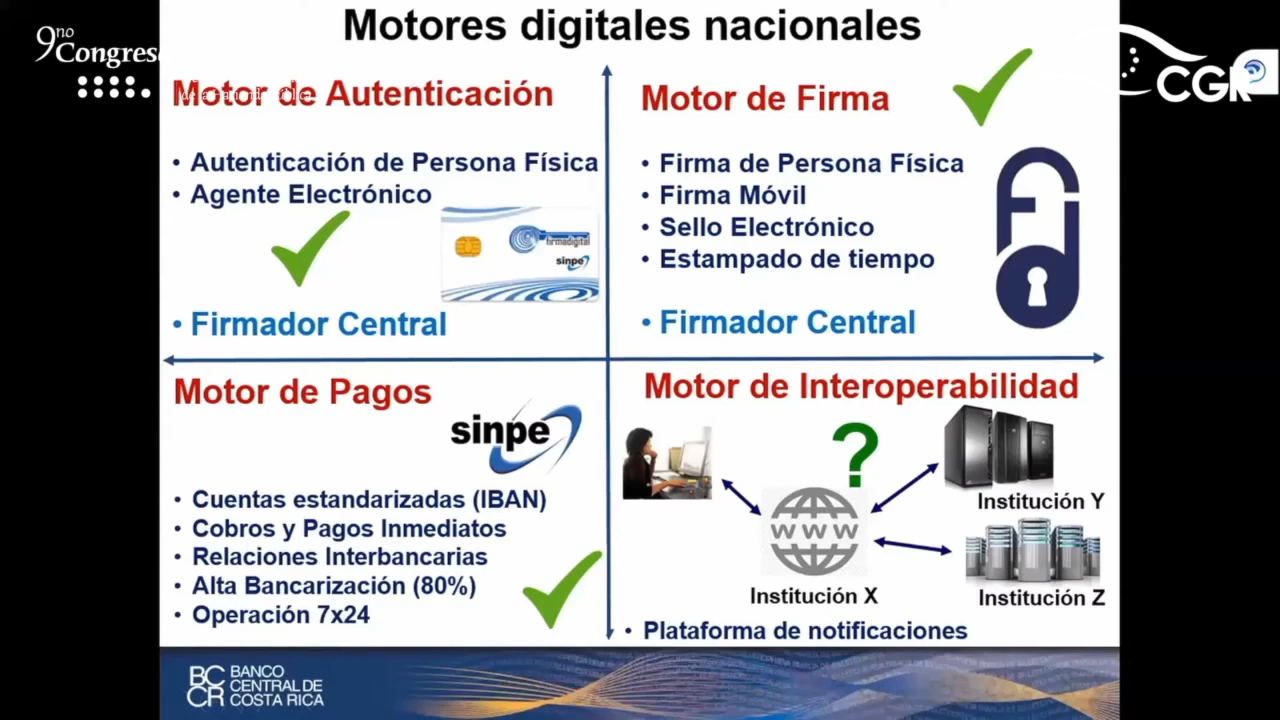 Motores digitales nacionales
9no
Congreso
CGR
Motor de Autenticación
• Autenticación de Persona Física
• Agente Electrónico
firmadigital
sinpe
• Firmador Central
Motor de Firma
• Firma de Persona Física
• Firma Móvil
• Sello Electrónico
• Estampado de tiempo
• Firmador Central
Motor de Pagos
sinpe
• Cuentas estandarizadas (IBAN)
• Cobros y Pagos Inmediatos
• Relaciones Interbancarias
• Alta Bancarización (80%)
• Operación 7x24
Motor de Interoperabilidad
?
Institución Y
www
Institución X
Institución Z
• Plataforma de notificaciones
BCCR
BANCO
CENTRAL DE
COSTA RICA